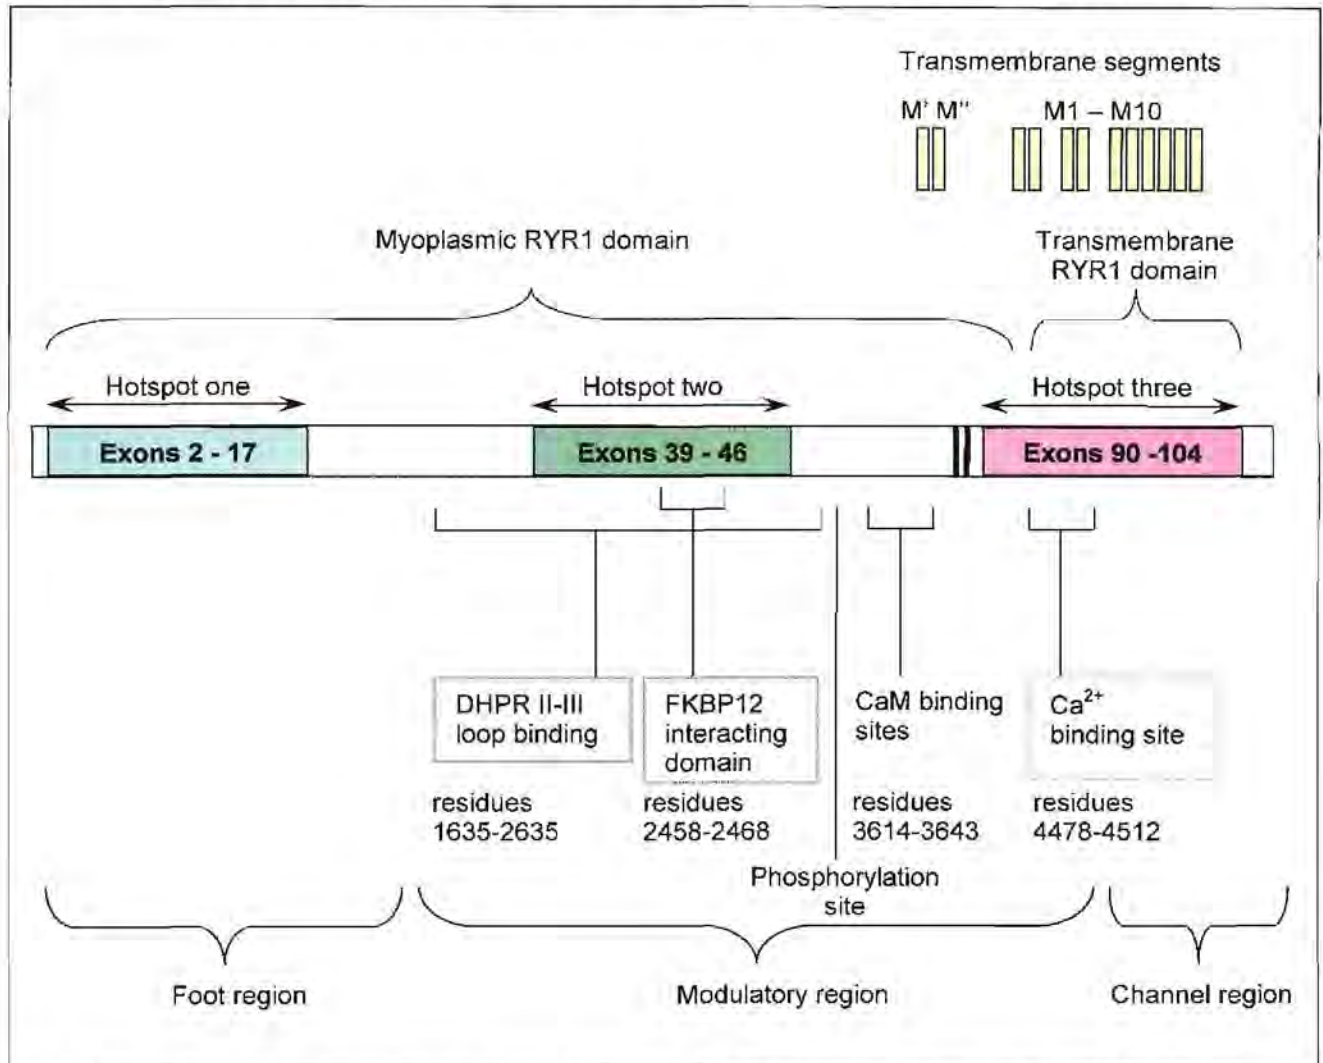 Transmembrane segments
M' M" M1 – M10
Myoplasmic RYR1 domain
Transmembrane
RYR1 domain
Hotspot one
Hotspot two
Hotspot three
Exons 2 - 17
Exons 39 - 46
Exons 90 -104
DHPR II-III
loop binding
FKBP12
interacting
domain
CaM binding
sites
Ca²⁺
binding site
residues
1635-2635
residues
2458-2468
residues
3614-3643
residues
4478-4512
Phosphorylation
site
Foot region
Modulatory region
Channel region